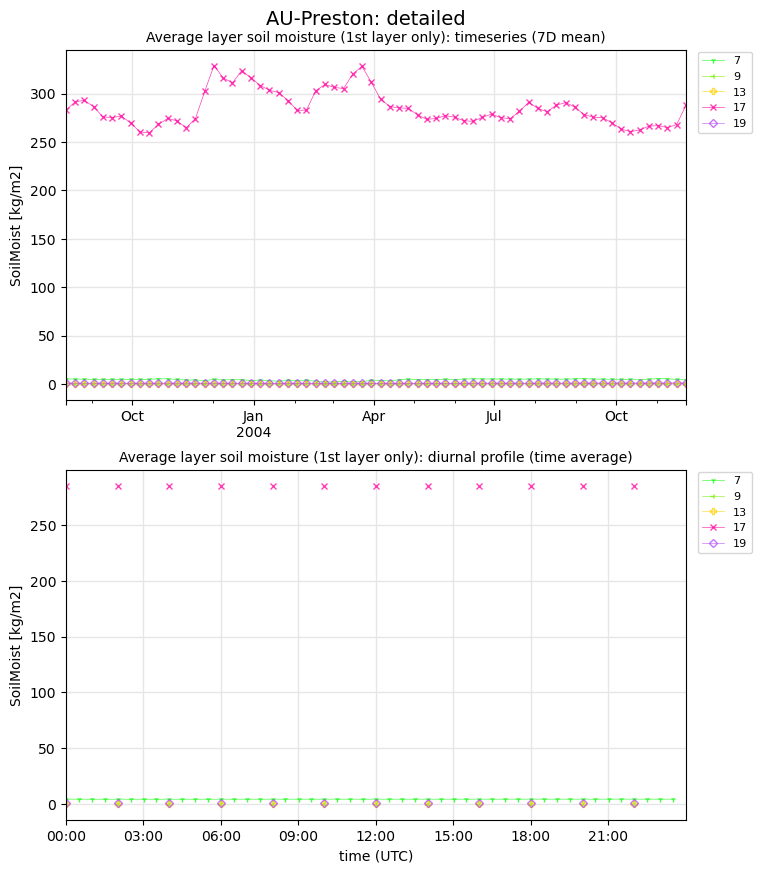 AU-Preston: detailed
Average layer soil moisture (1st layer only): timeseries (7D mean)
SoilMoist [kg/m2]
300
250
200
150
100
50
0
Oct
Jan
2004
Apr
Jul
Oct
7
9
13
17
19
Average layer soil moisture (1st layer only): diurnal profile (time average)
SoilMoist [kg/m2]
250
200
150
100
50
0
00:00
03:00
06:00
09:00
12:00
15:00
18:00
21:00
time (UTC)
7
9
13
17
19